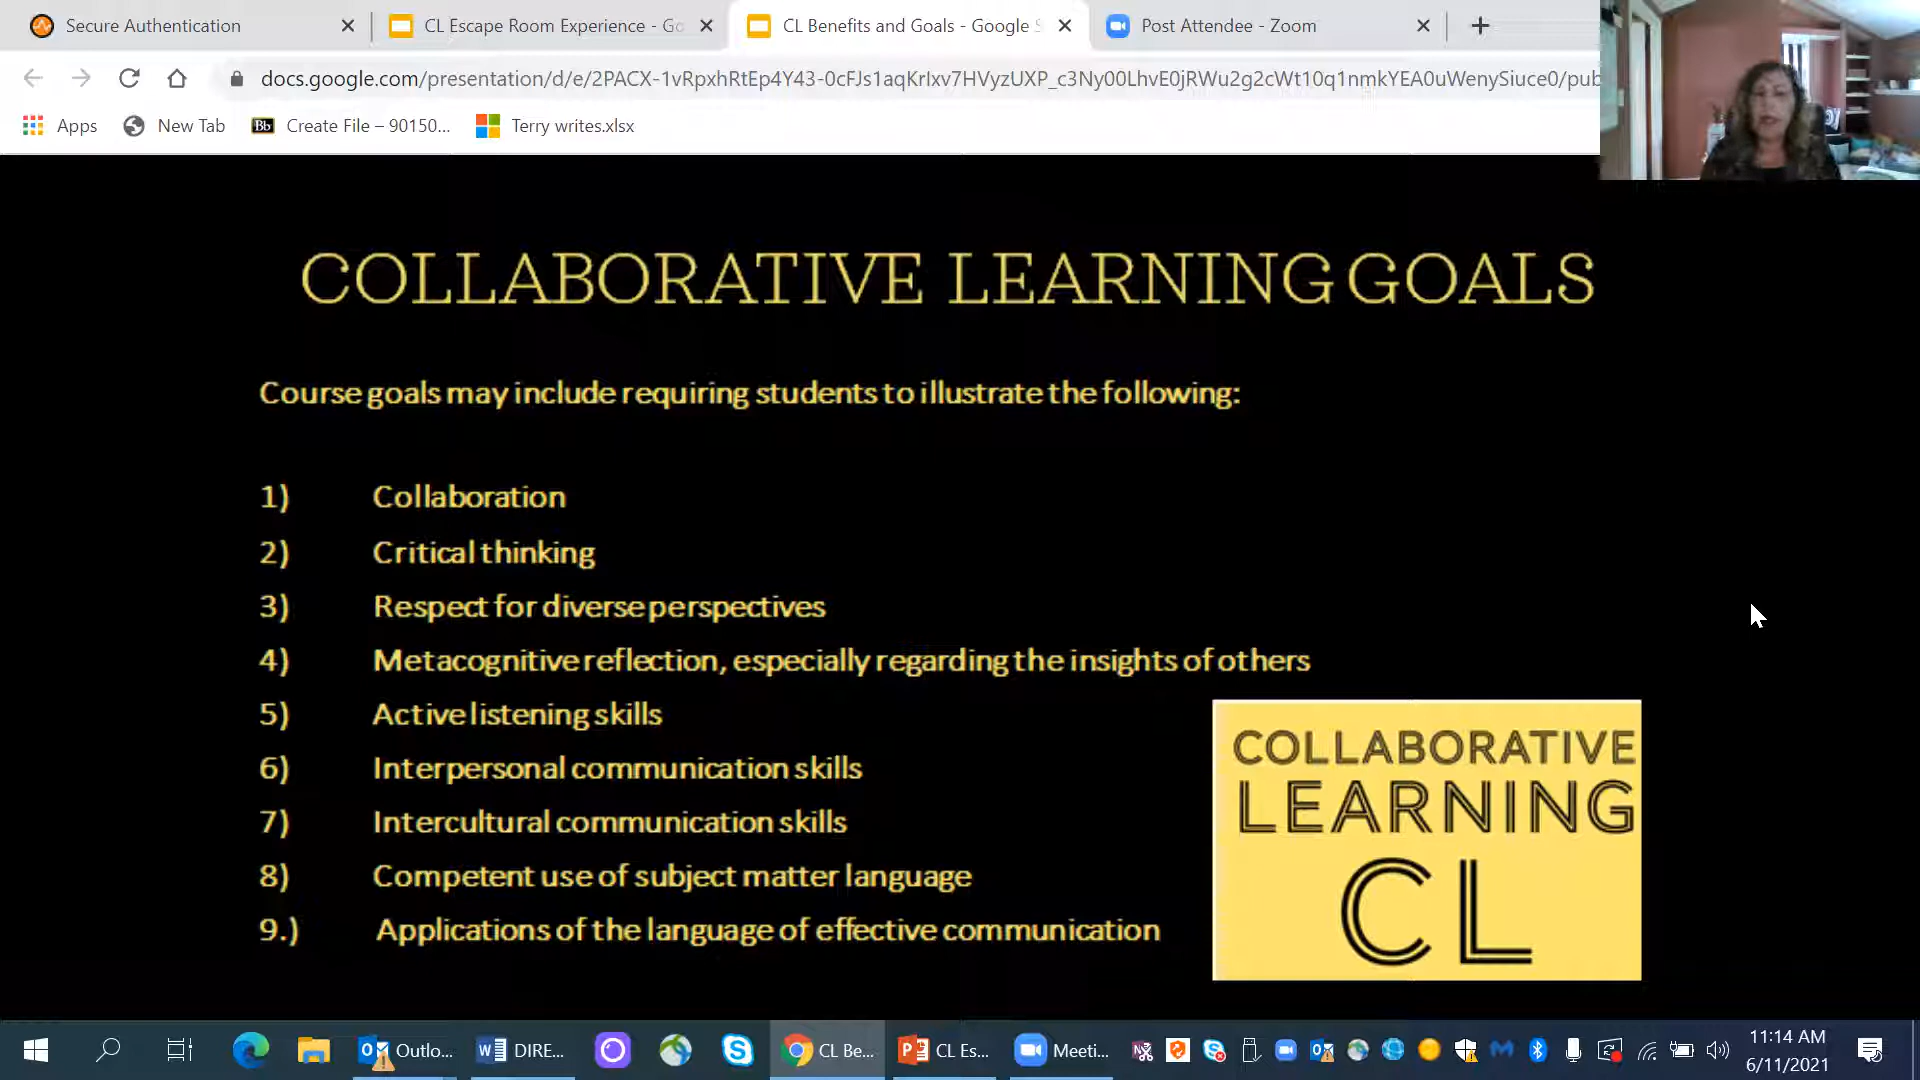 Secure Authentication
CL Escape Room Experience - Go
CL Benefits and Goals - Google S
Post Attendee - Zoom
docs.google.com/presentation/d/e/2PACX-1vRpxhRtEp4Y43-0cFJs1aqKrIxv7HVyzUXP_c3Ny00LhvE0jRWu2g2cWt10q1nmkYEA0uWenySiuce0/pub
Apps
New Tab
Bb
Create File – 90150...
Terry writes.xlsx
COLLABORATIVE LEARNING GOALS
Course goals may include requiring students to illustrate the following:
1) Collaboration
2) Critical thinking
3) Respect for diverse perspectives
4) Metacognitive reflection, especially regarding the insights of others
5) Active listening skills
6) Interpersonal communication skills
7) Intercultural communication skills
8) Competent use of subject matter language
9.) Applications of the language of effective communication
COLLABORATIVE
LEARNING
CL
Outlo...
DIRE...
CL Be...
CL Es...
Meeti...
11:14 AM
6/11/2021